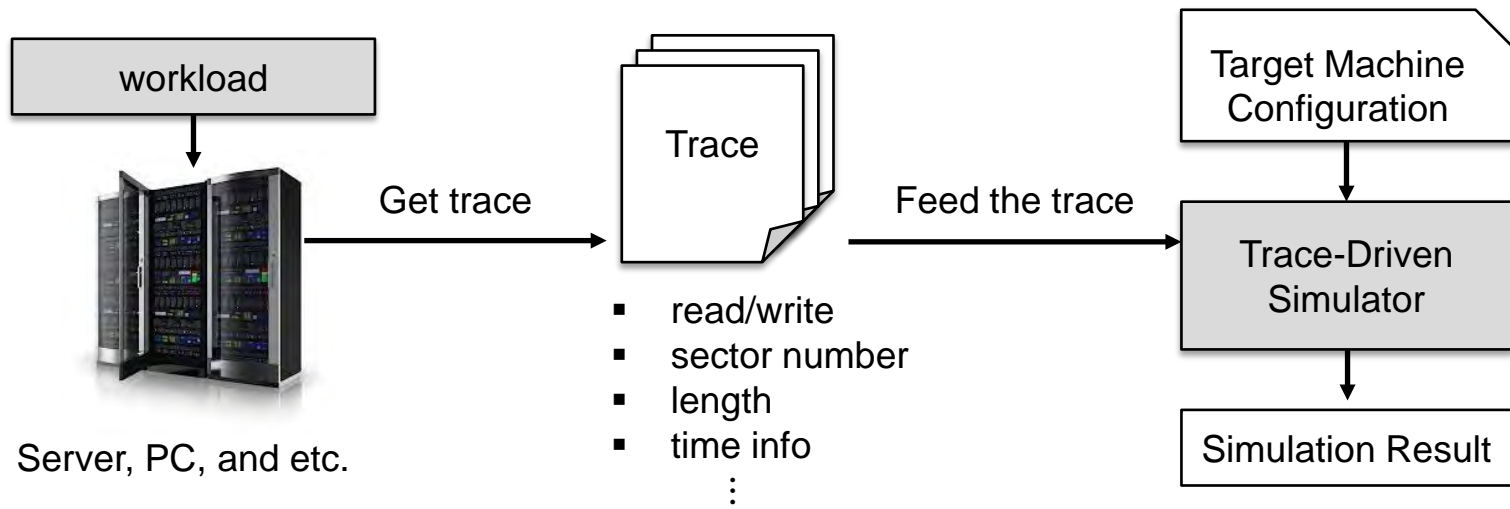 workload
Server, PC, and etc.
Get trace
Trace
▪ read/write
▪ sector number
▪ length
▪ time info
⋮
Feed the trace
Target Machine
Configuration
Trace-Driven
Simulator
Simulation Result